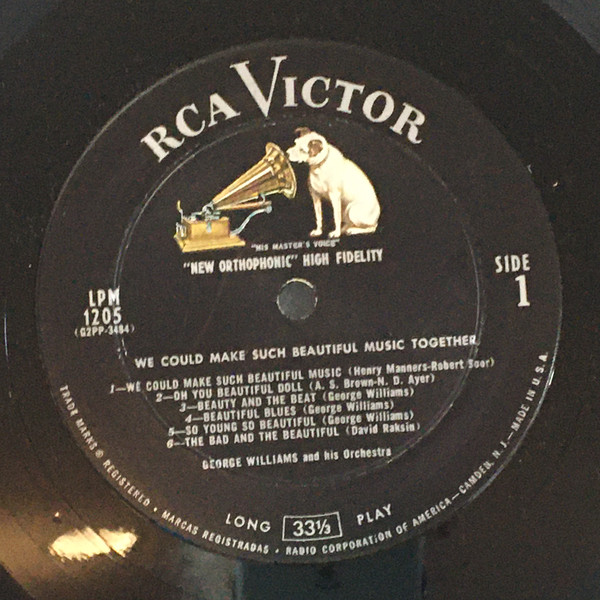 RCA VICTOR
"HIS MASTER'S VOICE"
"NEW ORTHOPHONIC" HIGH FIDELITY
LPM
1205
(G2PP-3484)
SIDE
1
WE COULD MAKE SUCH BEAUTIFUL MUSIC TOGETHER
1—WE COULD MAKE SUCH BEAUTIFUL MUSIC (Henry Manners-Robert Soer)
2—OH YOU BEAUTIFUL DOLL (A. S. Brown-N. D. Ayer)
3—BEAUTY AND THE BEAT (George Williams)
4—BEAUTIFUL BLUES (George Williams)
5—SO YOUNG SO BEAUTIFUL (George Williams)
6—THE BAD AND THE BEAUTIFUL (David Raksin)
GEORGE WILLIAMS and his Orchestra
LONG 33⅓ PLAY
TRADE MARKS ® REGISTERED • MARCAS REGISTRADAS • RADIO CORPORATION OF AMERICA—CAMDEN, N.J.—MADE IN U.S.A.